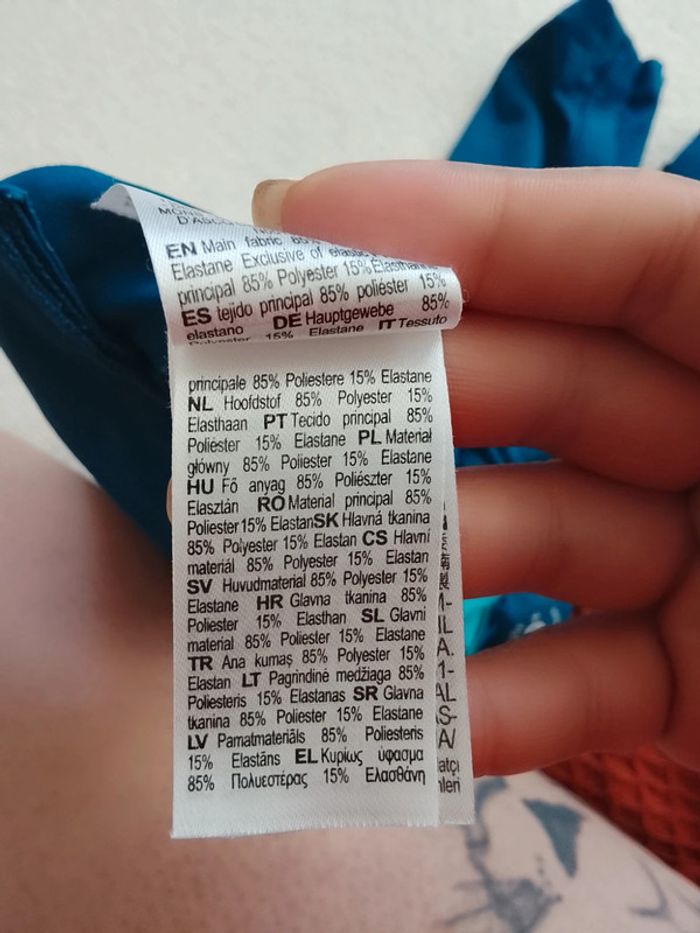 D'ASCO
EN Main fabric 85%
Elastane Exclusive of elastic
principal 85% Polyester 15% Elasthanne
ES tejido principal 85% poliéster 15%
elastano DE Hauptgewebe 85%
Polyester 15% Elastane IT Tessuto
principale 85% Poliestere 15% Elastane
NL Hoofdstof 85% Polyester 15%
Elasthaan PT Tecido principal 85%
Poliéster 15% Elastane PL Materiał
główny 85% Poliester 15% Elastane
HU Fő anyag 85% Poliészter 15%
Elasztán RO Material principal 85%
Poliester 15% Elastan SK Hlavná tkanina
85% Polyester 15% Elastan CS Hlavní
materiál 85% Polyester 15% Elastan
SV Huvudmaterial 85% Polyester 15%
Elastane HR Glavna tkanina 85%
Poliester 15% Elasthan SL Glavni
material 85% Poliester 15% Elastane
TR Ana kumaş 85% Polyester 15%
Elastan LT Pagrindinė medžiaga 85%
Poliesteris 15% Elastanas SR Glavna
tkanina 85% Poliester 15% Elastane
LV Pamatmateriāls 85% Poliesteris
15% Elastāns EL Κυρίως ύφασμα
85% Πολυεστέρας 15% Ελασθάνη